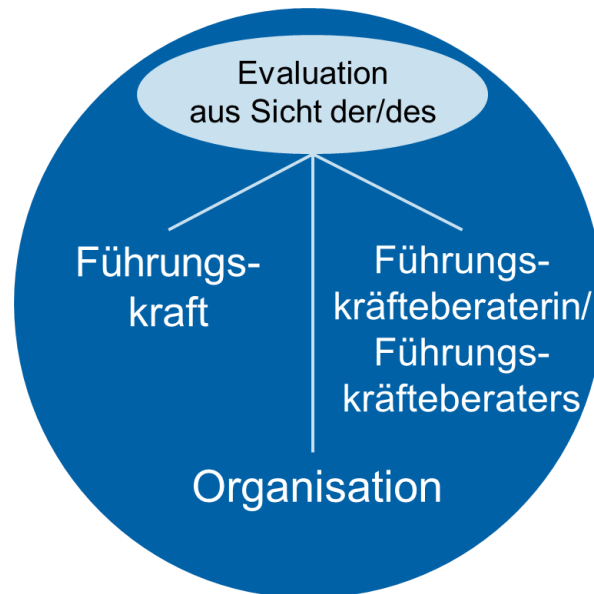 Evaluation
aus Sicht der/des
Führungs-
kraft
Führungs-
kräfteberaterin/
Führungs-
kräfteberaters
Organisation